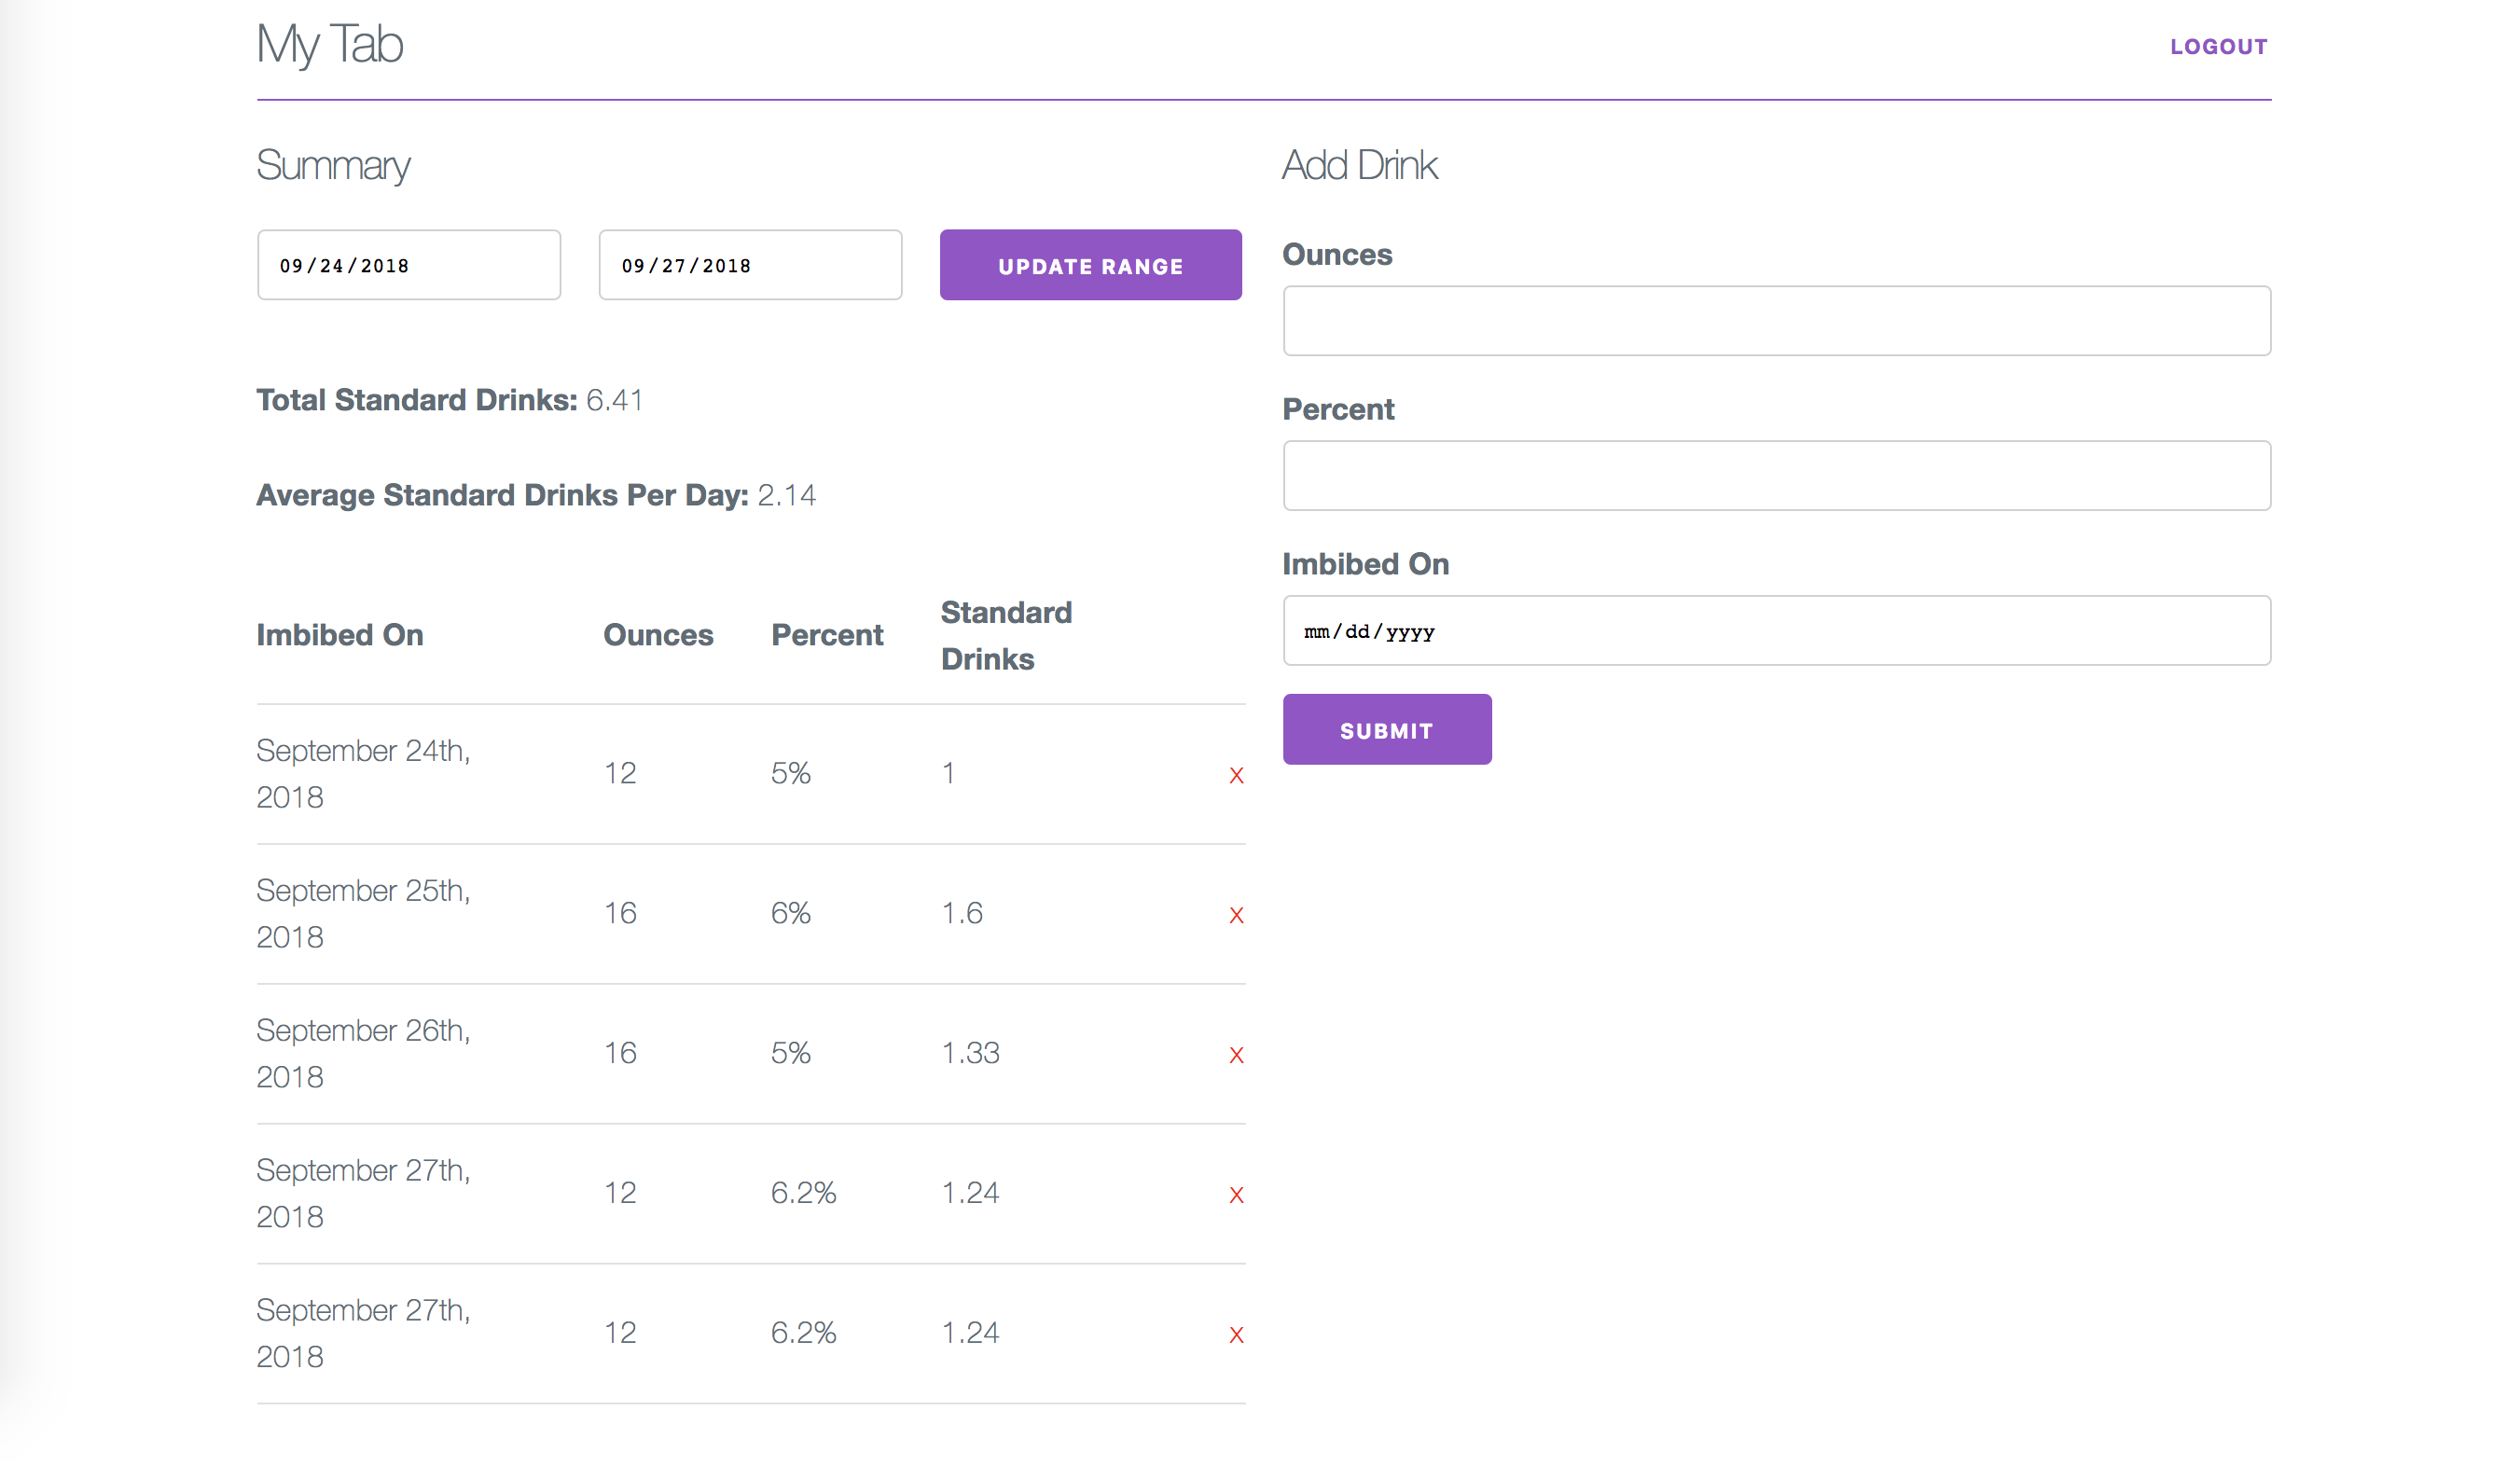 My Tab
LOGOUT
Summary
09/24/2018
09/27/2018
UPDATE RANGE
Total Standard Drinks: 6.41
Average Standard Drinks Per Day: 2.14
Imbibed On Ounces Percent Standard
Drinks
September 24th,
2018
12 5% 1 x
September 25th,
2018
16 6% 1.6 x
September 26th,
2018
16 5% 1.33 x
September 27th,
2018
12 6.2% 1.24 x
September 27th,
2018
12 6.2% 1.24 x
Add Drink
Ounces
Percent
Imbibed On
mm/dd/yyyy
SUBMIT